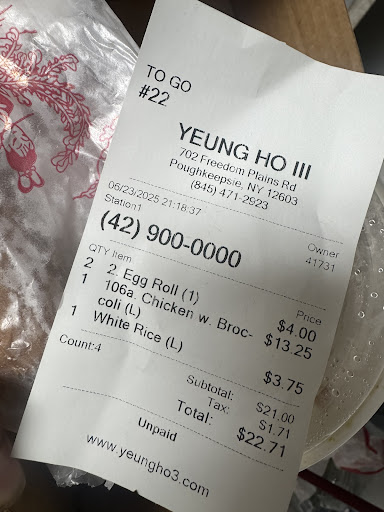 TO GO
#22
YEUNG HO III
702 Freedom Plains Rd
Poughkeepsie, NY 12603
(845) 471-2923
06/23/2025 21:18:37 Owner
Station1 41731
(42) 900-0000
QTY Item Price
2 2. Egg Roll (1) $4.00
1 106a. Chicken w. Broc- $13.25
coli (L)
1 White Rice (L) $3.75
Count:4
Subtotal: $21.00
Tax: $1.71
Total: $22.71
Unpaid
www.yeungho3.com